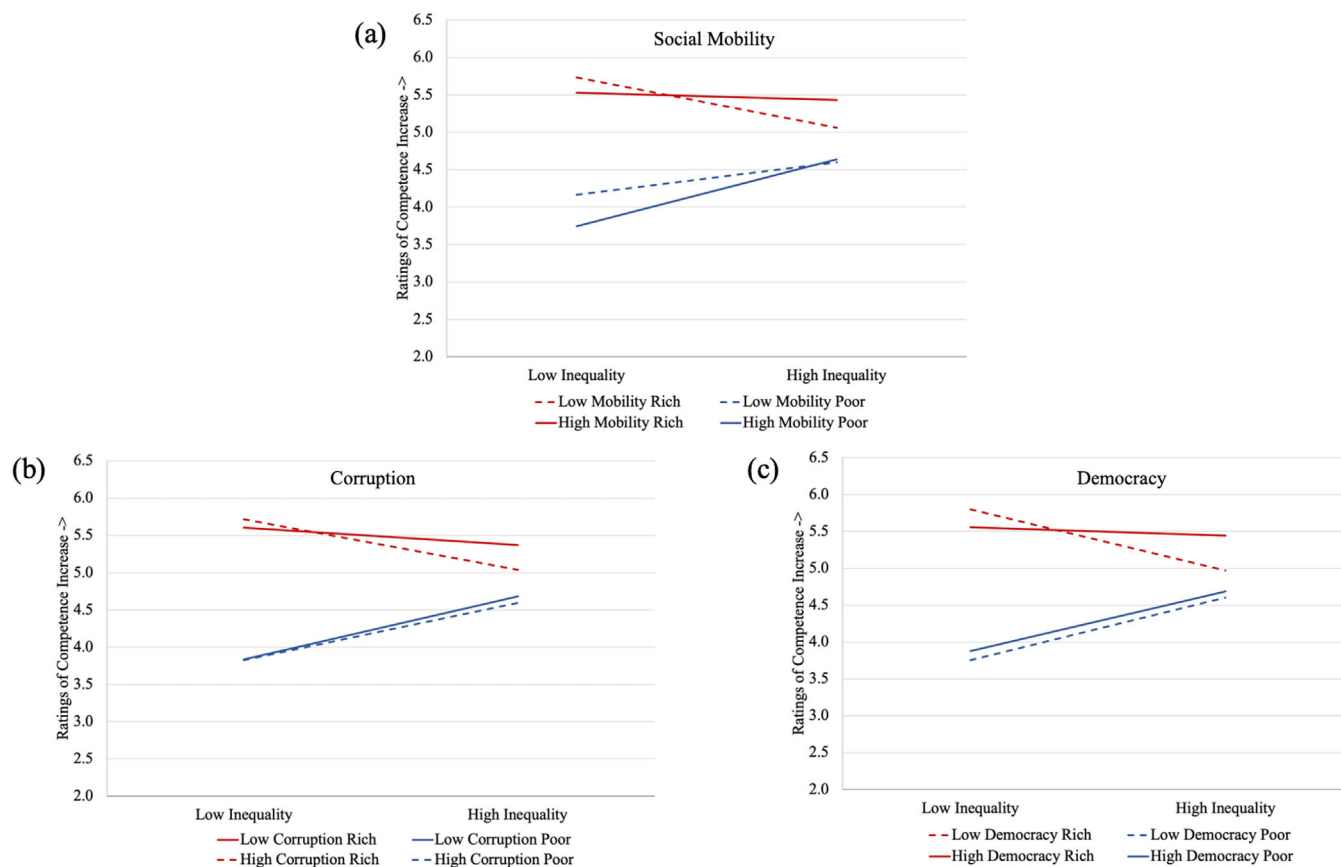 (a)
Social Mobility
Ratings of Competence Increase ->
6.5
6.0
5.5
5.0
4.5
4.0
3.5
3.0
2.5
2.0
Low Inequality High Inequality
Low Mobility Rich Low Mobility Poor
High Mobility Rich High Mobility Poor
(b)
Corruption
Ratings of Competence Increase ->
6.5
6.0
5.5
5.0
4.5
4.0
3.5
3.0
2.5
2.0
Low Inequality High Inequality
Low Corruption Rich Low Corruption Poor
High Corruption Rich High Corruption Poor
(c)
Democracy
Ratings of Competence Increase ->
6.5
6.0
5.5
5.0
4.5
4.0
3.5
3.0
2.5
2.0
Low Inequality High Inequality
Low Democracy Rich Low Democracy Poor
High Democracy Rich High Democracy Poor